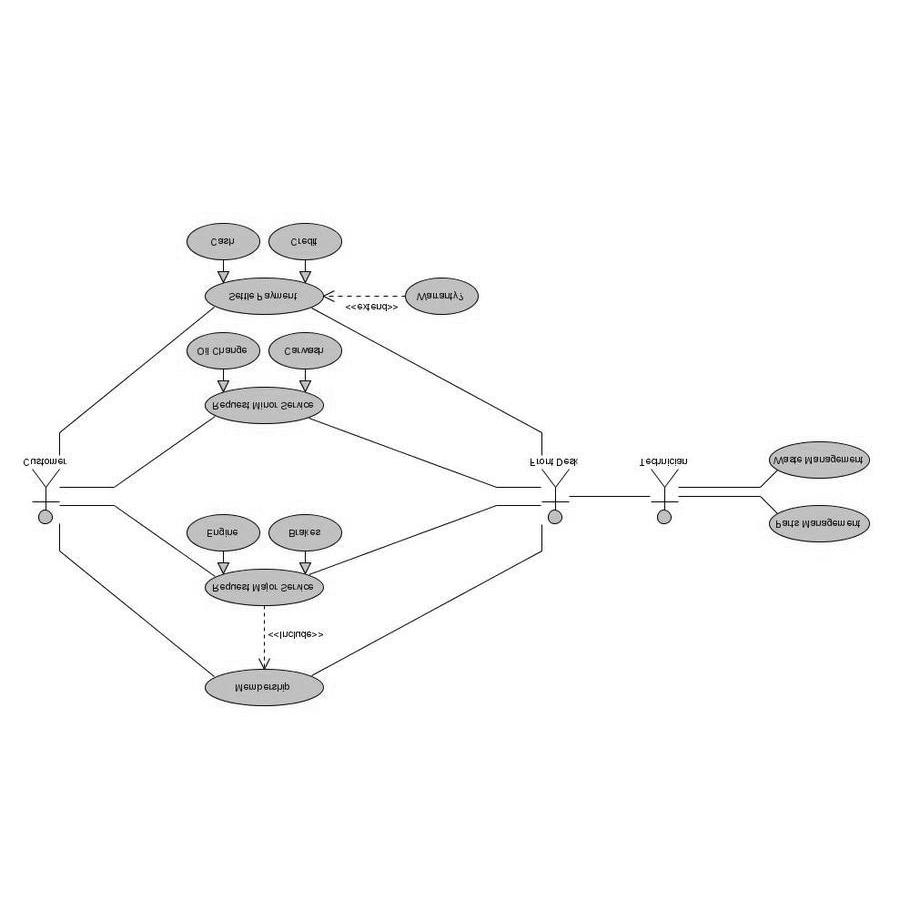 Membership
<<Include>>
Request Major Service
Engine
Brakes
Parts Management
Customer
Front Desk
Technician
Waste Management
Request Minor Service
Oil Change
Carwash
<<extend>>
Settle Payment
Warranty?
Cash
Credit